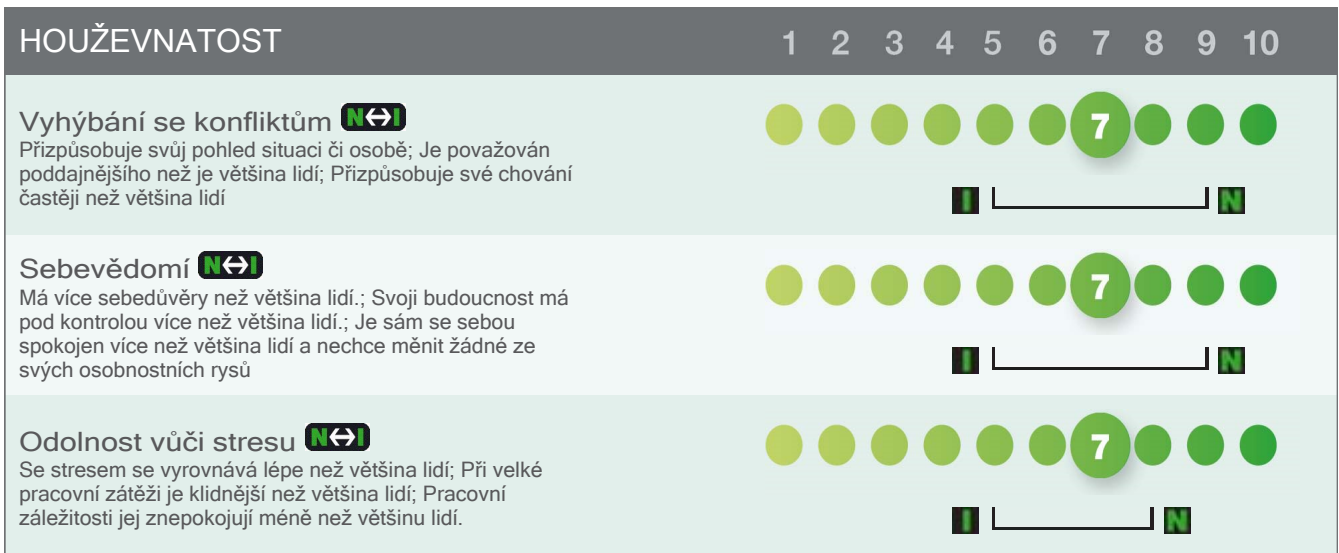 HOUŽEVNATOST 1 2 3 4 5 6 7 8 9 10
Vyhýbání se konfliktům N↔I
Přizpůsobuje svůj pohled situaci či osobě; Je považován
poddajnějšího než je většina lidí; Přizpůsobuje své chování
častěji než většina lidí
7
I N
Sebevědomí N↔I
Má více sebedůvěry než většina lidí.; Svoji budoucnost má
pod kontrolou více než většina lidí.; Je sám se sebou
spokojen více než většina lidí a nechce měnit žádné ze
svých osobnostních rysů
7
I N
Odolnost vůči stresu N↔I
Se stresem se vyrovnává lépe než většina lidí; Při velké
pracovní zátěži je klidnější než většina lidí; Pracovní
záležitosti jej znepokojují méně než většinu lidí.
7
I N